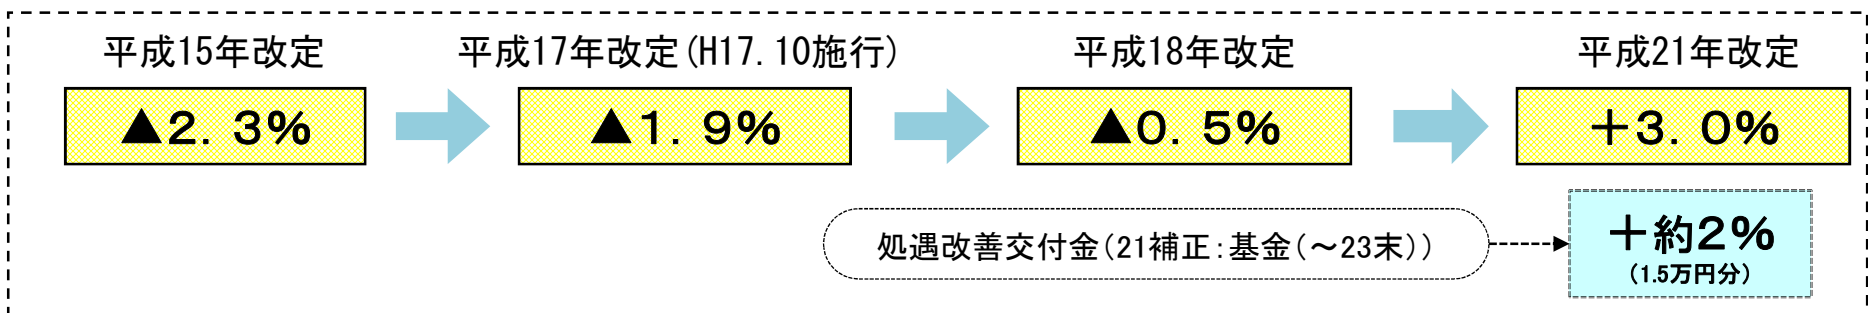 平成15年改定
平成17年改定(H17.10施行)
平成18年改定
平成21年改定
▲2.3%
▲1.9%
▲0.5%
+3.0%
処遇改善交付金(21補正:基金(~23末))
+約2%
(1.5万円分)